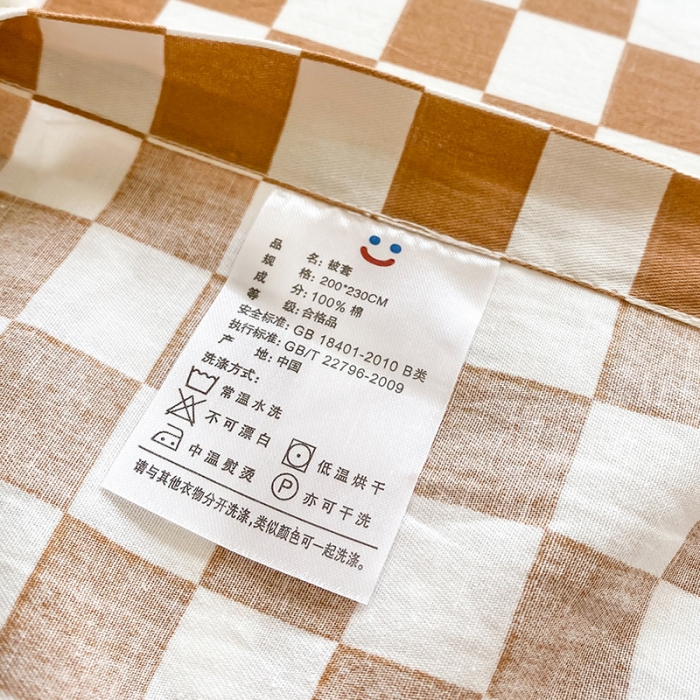 品 名: 被套
规 格: 200*230CM
成 分: 100% 棉
等 级: 合格品
安全标准: GB 18401-2010 B类
执行标准: GB/T 22796-2009
产 地: 中国
洗涤方式:
常温水洗
不可漂白 低温烘干
中温熨烫 P 亦可干洗
请与其他衣物分开洗涤,类似颜色可一起洗涤。